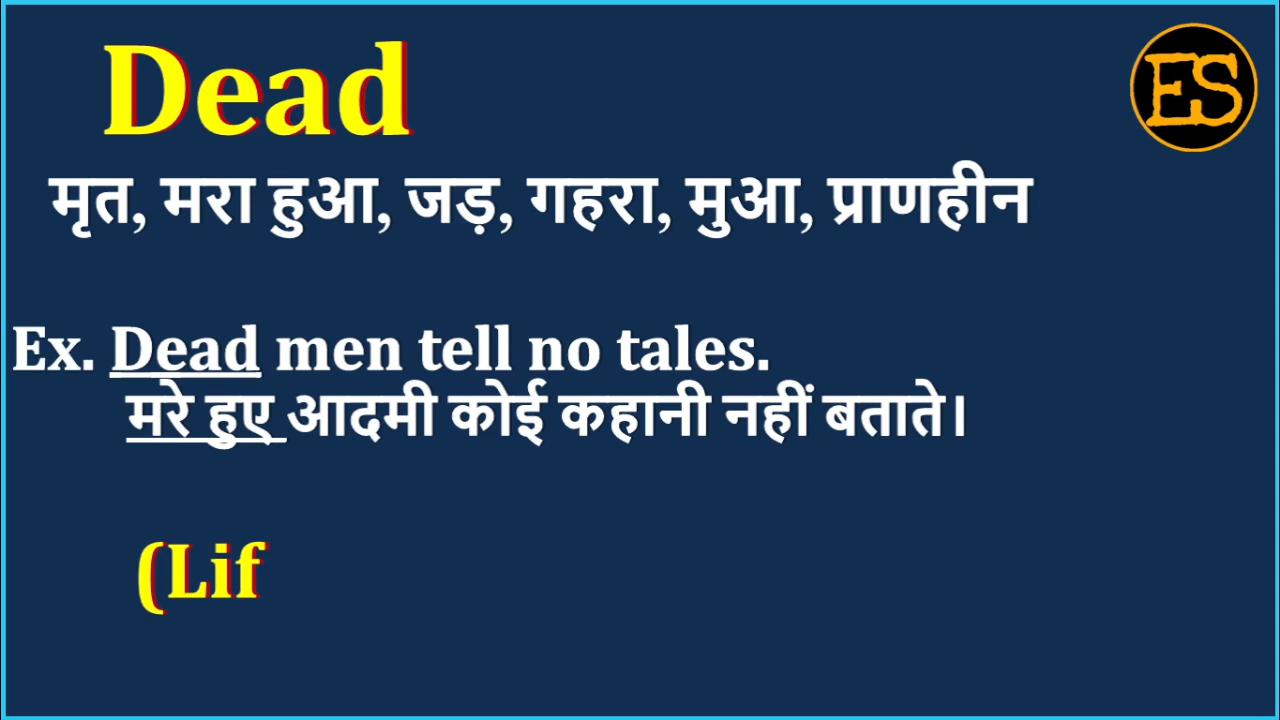 Dead
ES
मृत, मरा हुआ, जड़, गहरा, मुआ, प्राणहीन
Ex. Dead men tell no tales.
मरे हुए आदमी कोई कहानी नहीं बताते।
(Lif